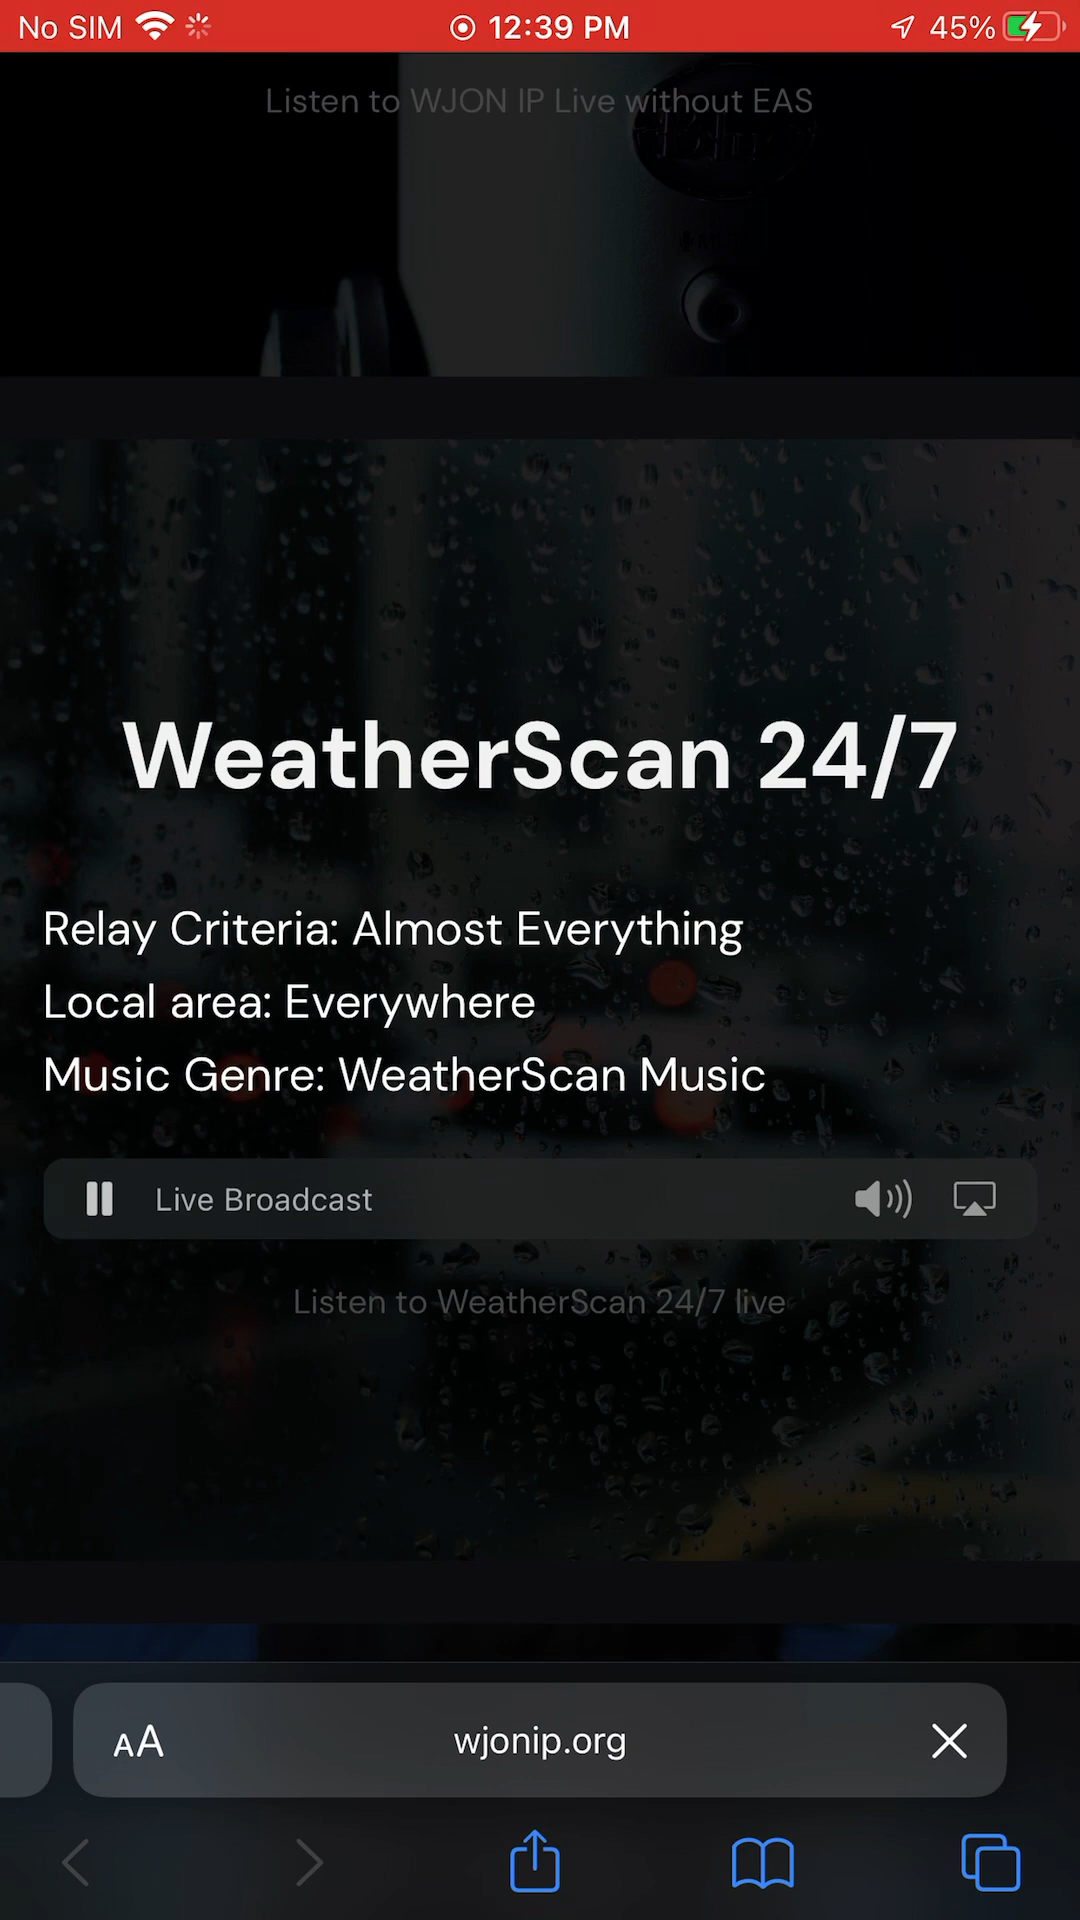 No SIM 12:39 PM 45%
Listen to WJON IP Live without EAS
WeatherScan 24/7
Relay Criteria: Almost Everything
Local area: Everywhere
Music Genre: WeatherScan Music
Live Broadcast
Listen to WeatherScan 24/7 live
AA wjonip.org